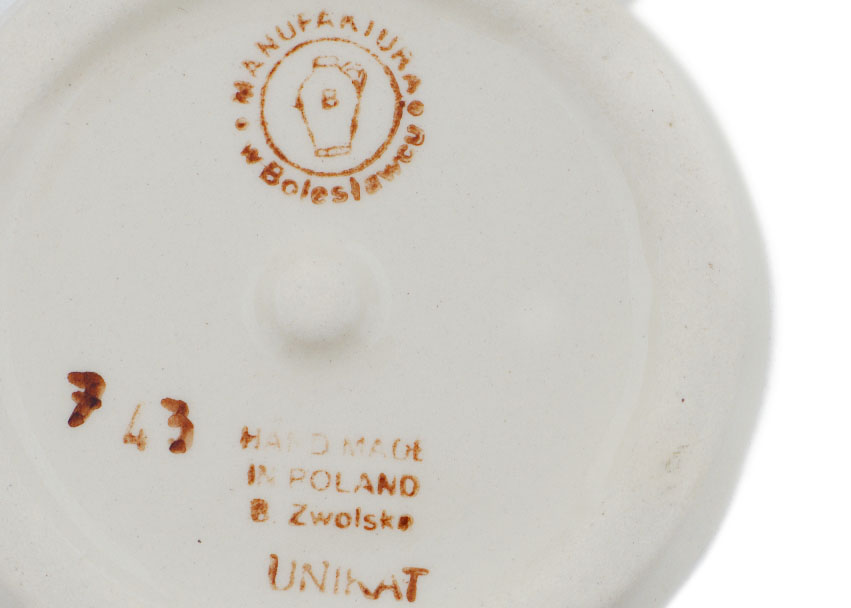 MANUFAKTURA
w Bolesławcu
B
7 43
HAND MADE
IN POLAND
B. Zwolska
UNIKAT